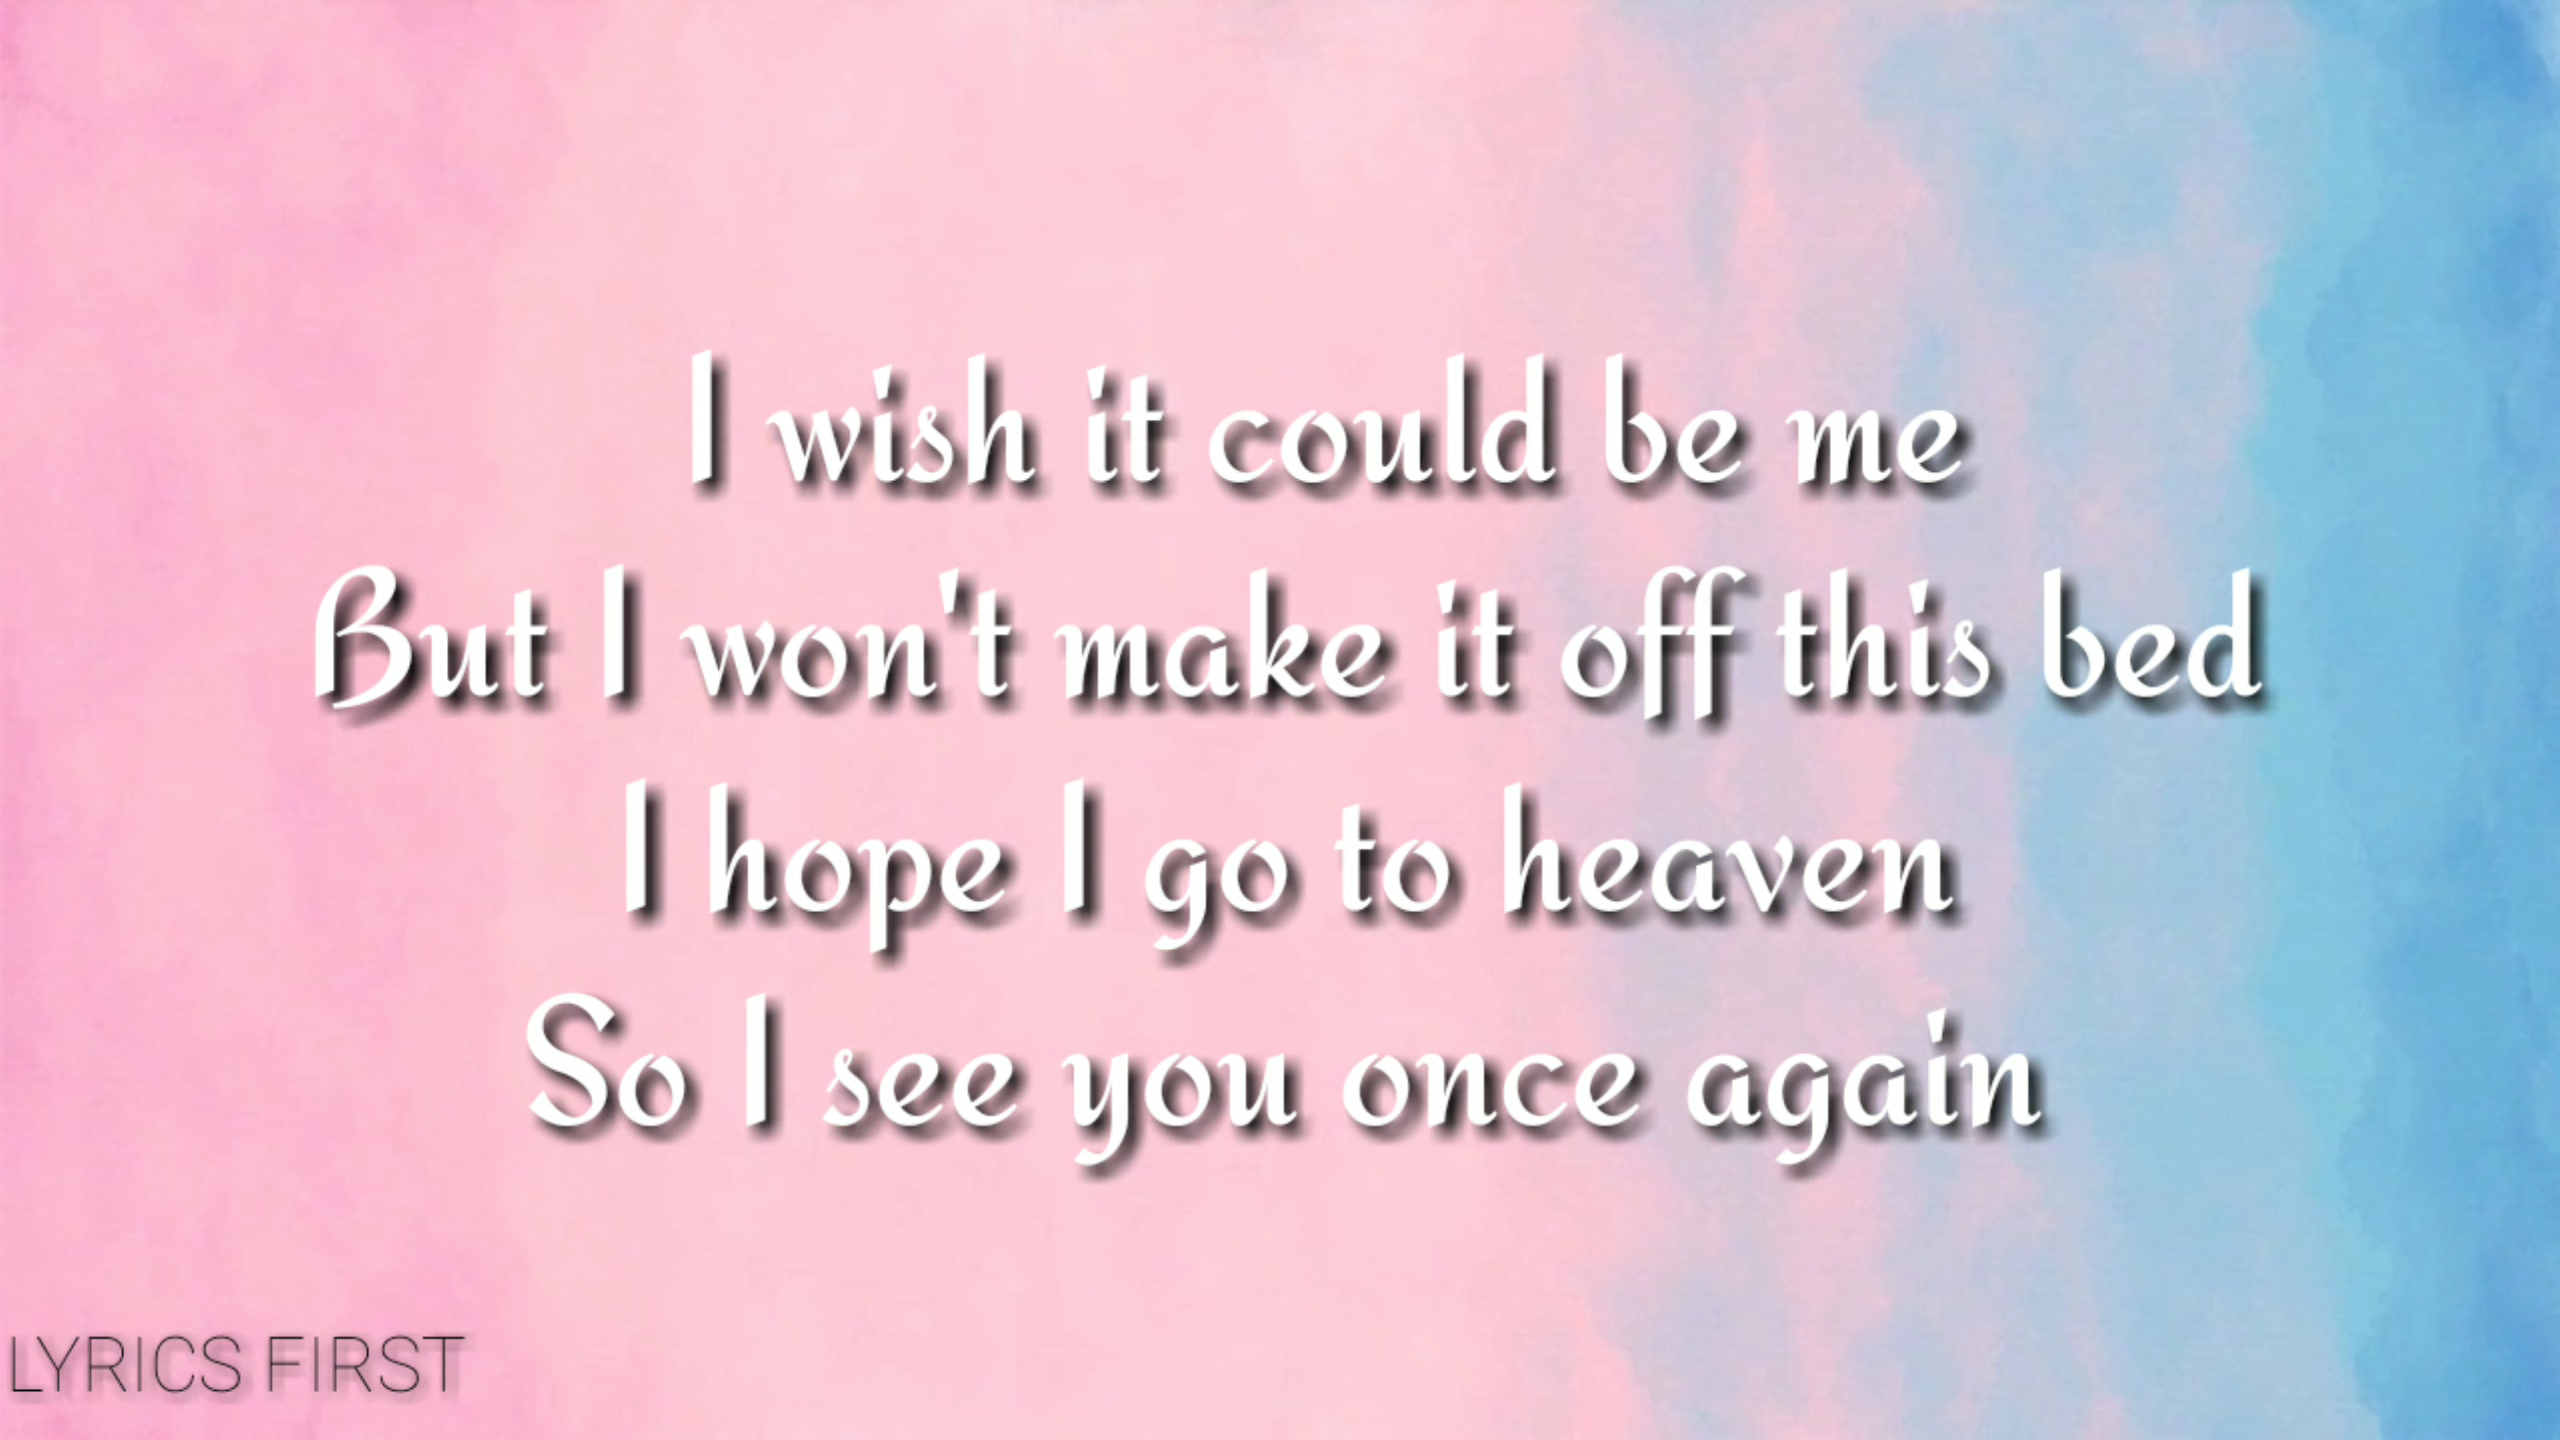 I wish it could be me
But I won't make it off this bed
I hope I go to heaven
So I see you once again
LYRICS FIRST